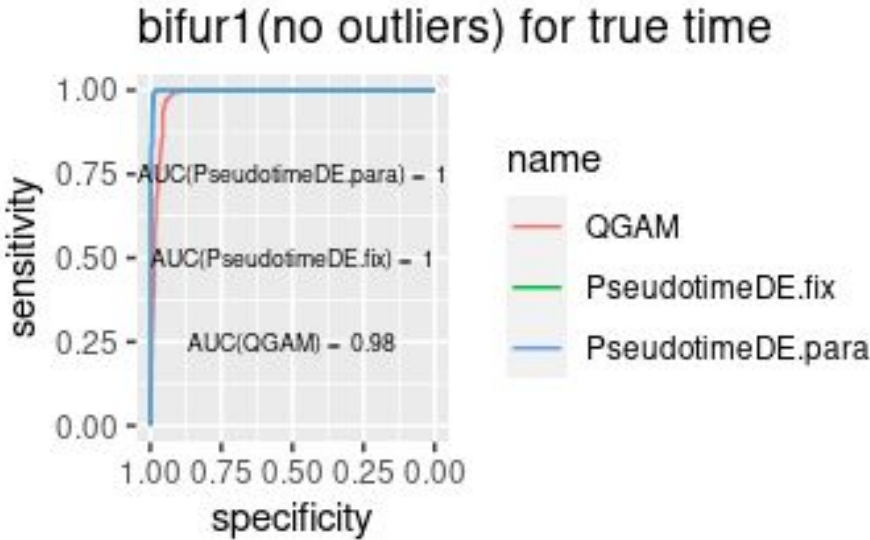 bifur1(no outliers) for true time
1.00
0.75
0.50
0.25
0.00
sensitivity
AUC(PseudotimeDE.para) = 1
AUC(PseudotimeDE.fix) = 1
AUC(QGAM) = 0.98
1.00 0.75 0.50 0.25 0.00
specificity
name
QGAM
PseudotimeDE.fix
PseudotimeDE.para